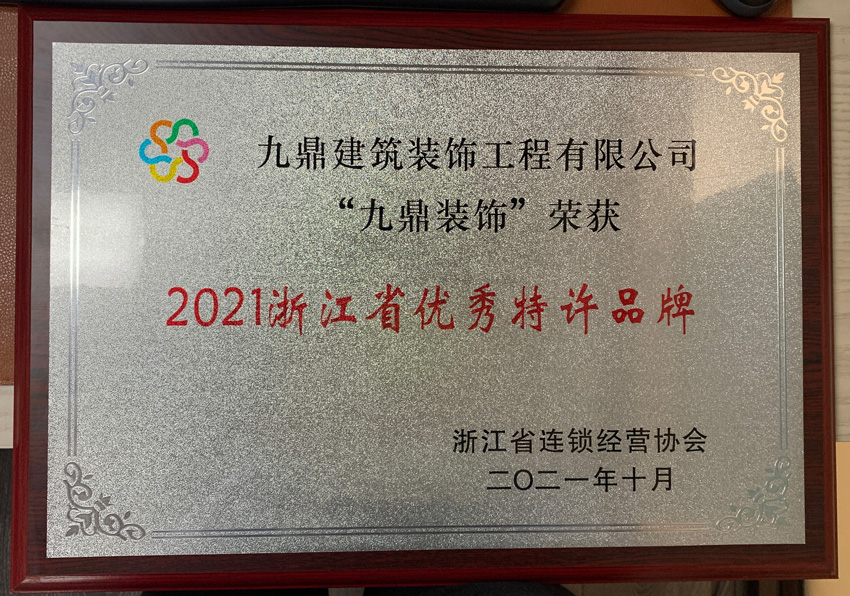 九鼎建筑装饰工程有限公司
“九鼎装饰”荣获
2021浙江省优秀特许品牌
浙江省连锁经营协会
二〇二一年十月